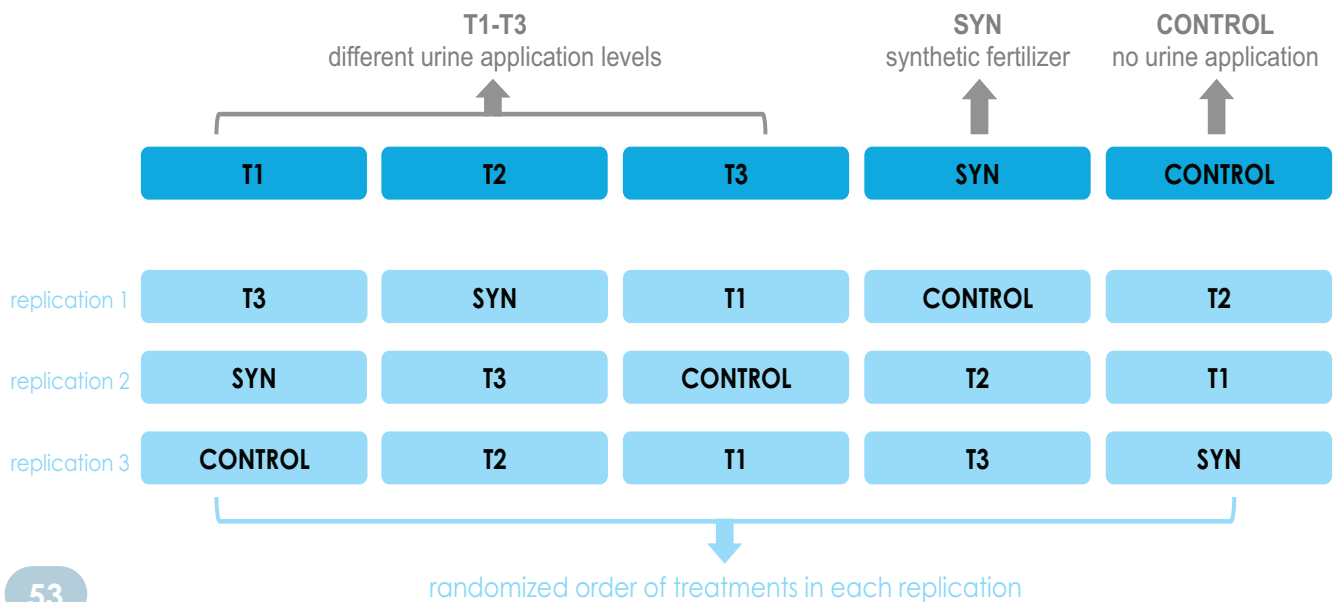 T1-T3
different urine application levels
SYN
synthetic fertilizer
CONTROL
no urine application
T1 T2 T3 SYN CONTROL
replication 1 T3 SYN T1 CONTROL T2
replication 2 SYN T3 CONTROL T2 T1
replication 3 CONTROL T2 T1 T3 SYN
randomized order of treatments in each replication
53